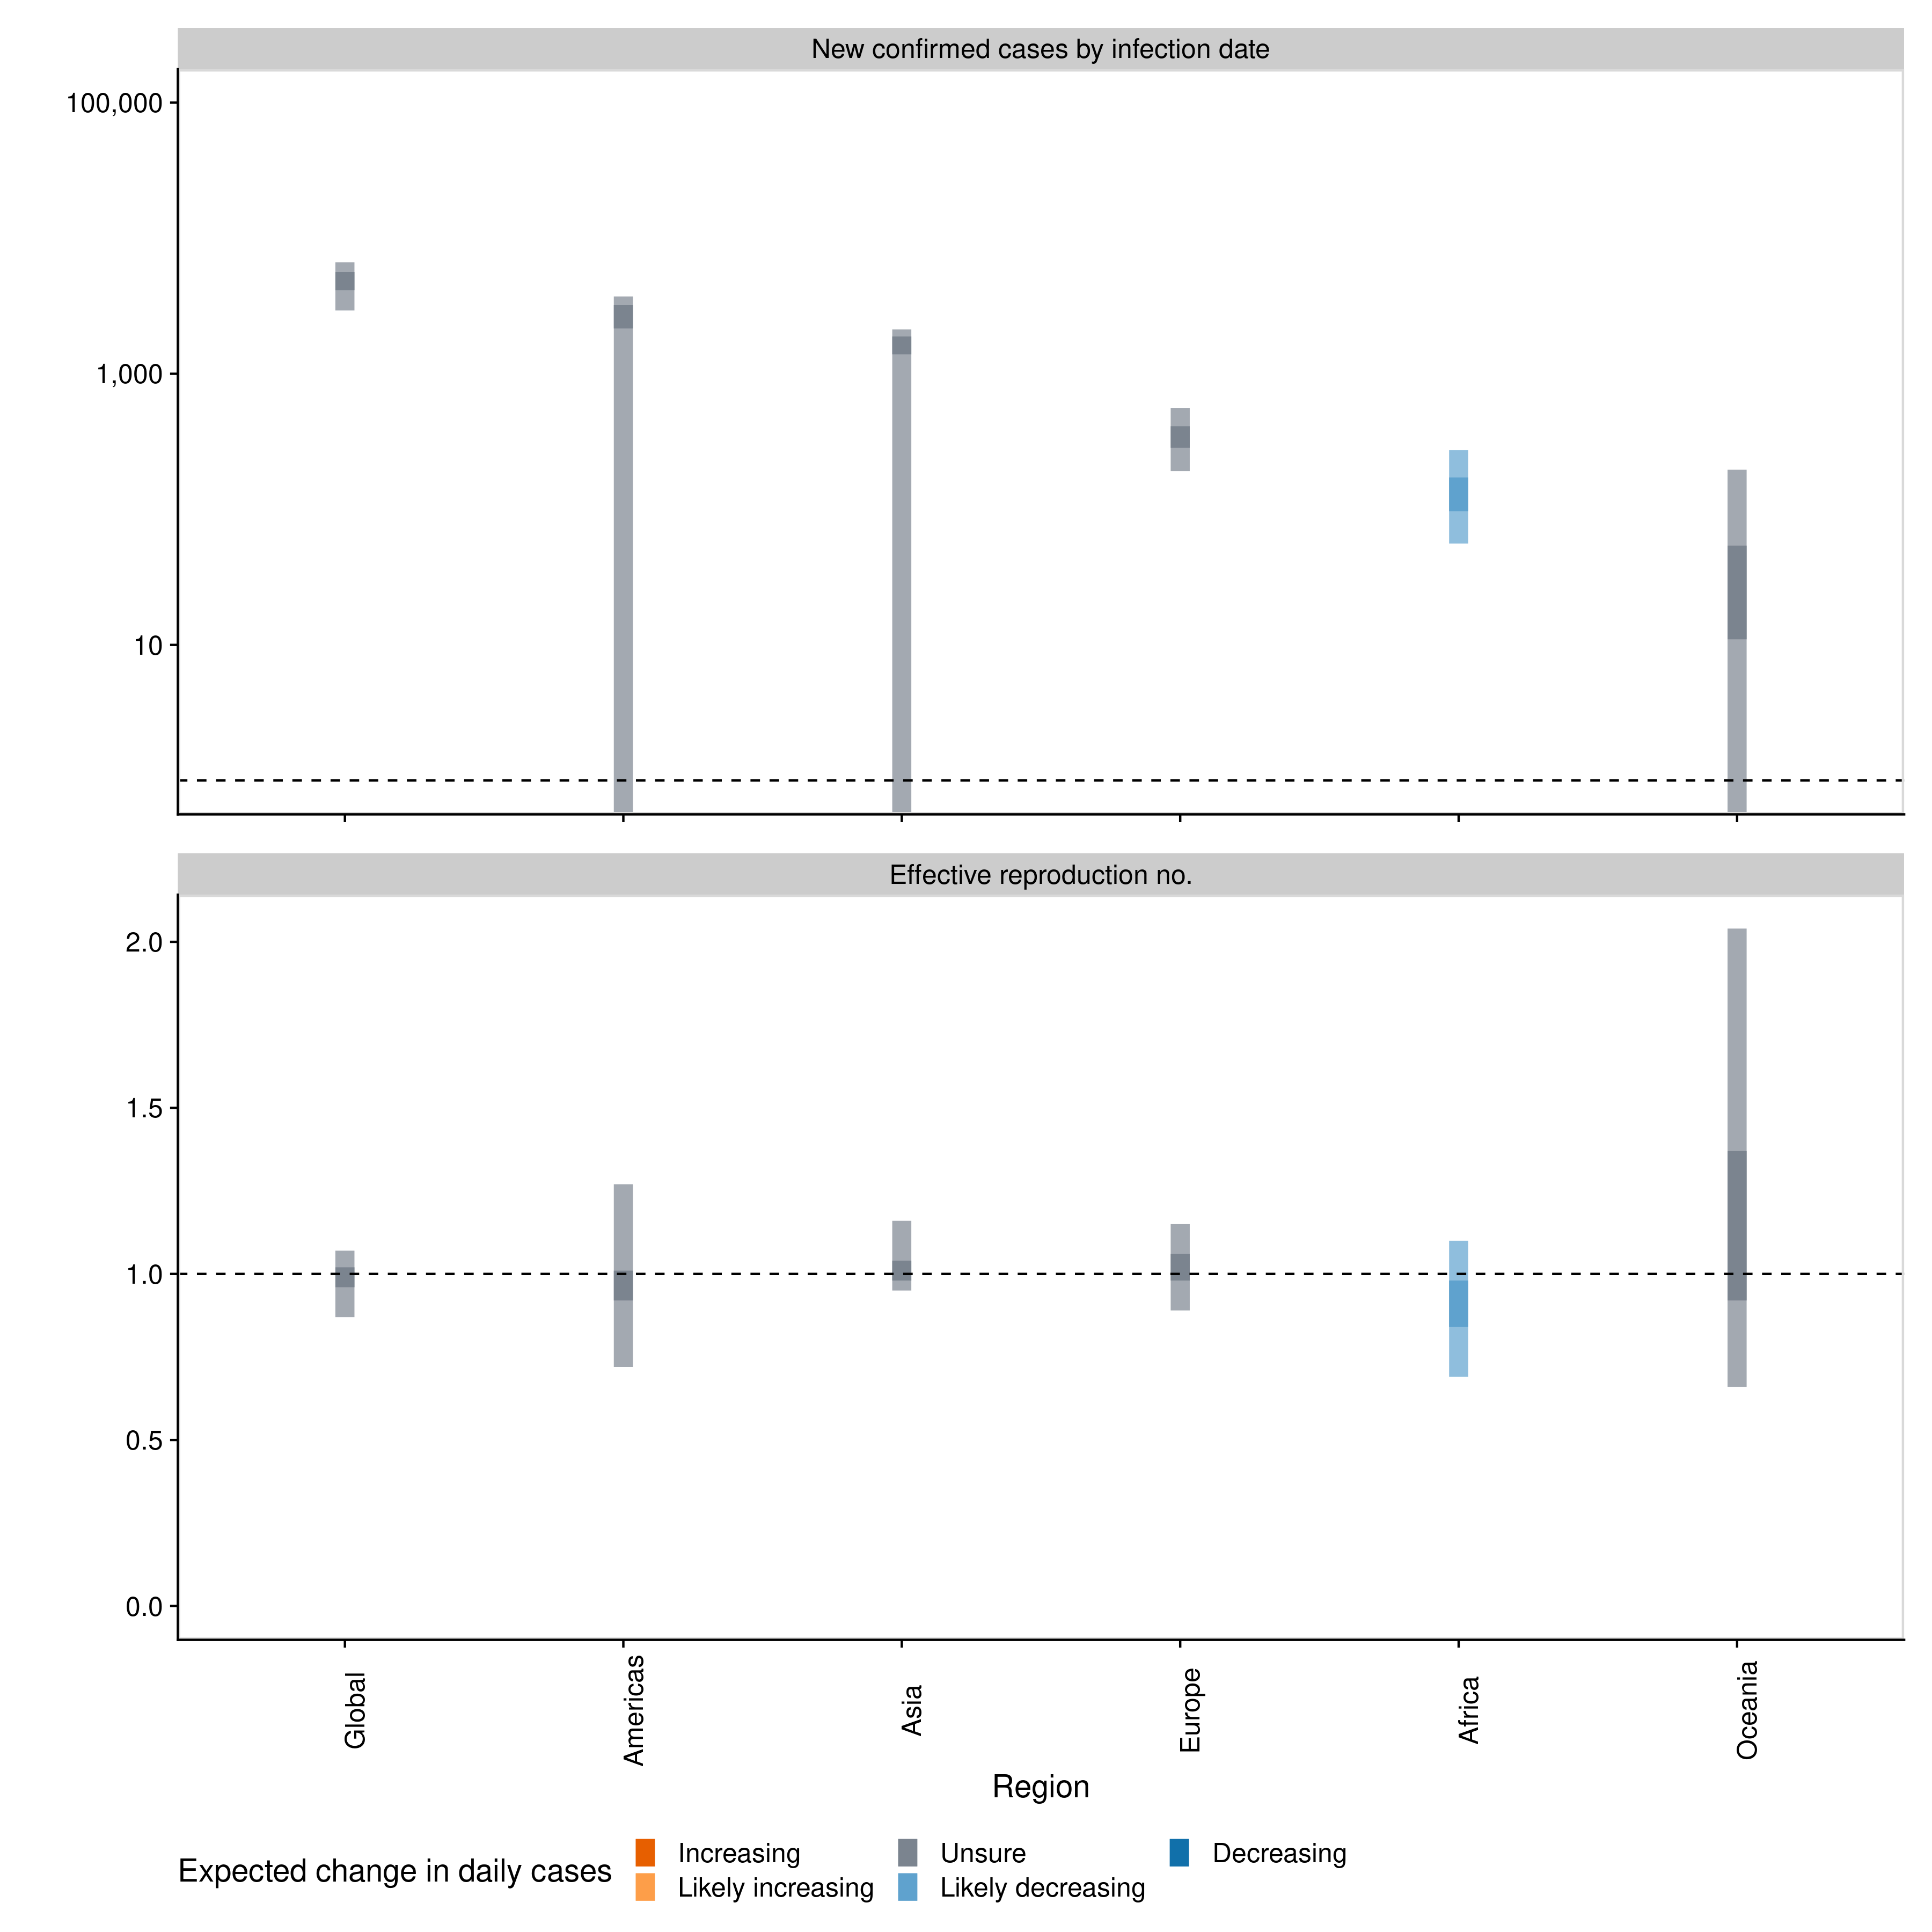 New confirmed cases by infection date
100,000
1,000
10
Effective reproduction no.
2.0
1.5
1.0
0.5
0.0
Global
Americas
Asia
Europe
Africa
Oceania
Region
Expected change in daily cases
Increasing
Likely increasing
Unsure
Likely decreasing
Decreasing